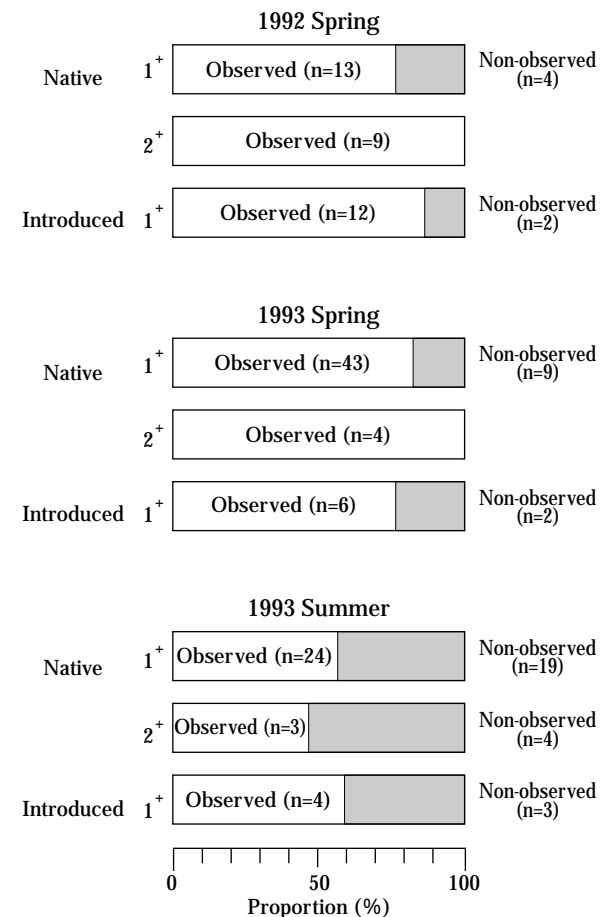 1992 Spring
Native 1+ Observed (n=13) Non-observed
(n=4)
2+ Observed (n=9)
Introduced 1+ Observed (n=12) Non-observed
(n=2)
1993 Spring
Native 1+ Observed (n=43) Non-observed
(n=9)
2+ Observed (n=4)
Introduced 1+ Observed (n=6) Non-observed
(n=2)
1993 Summer
Native 1+ Observed (n=24) Non-observed
(n=19)
2+ Observed (n=3) Non-observed
(n=4)
Introduced 1+ Observed (n=4) Non-observed
(n=3)
0 50 100
Proportion (%)